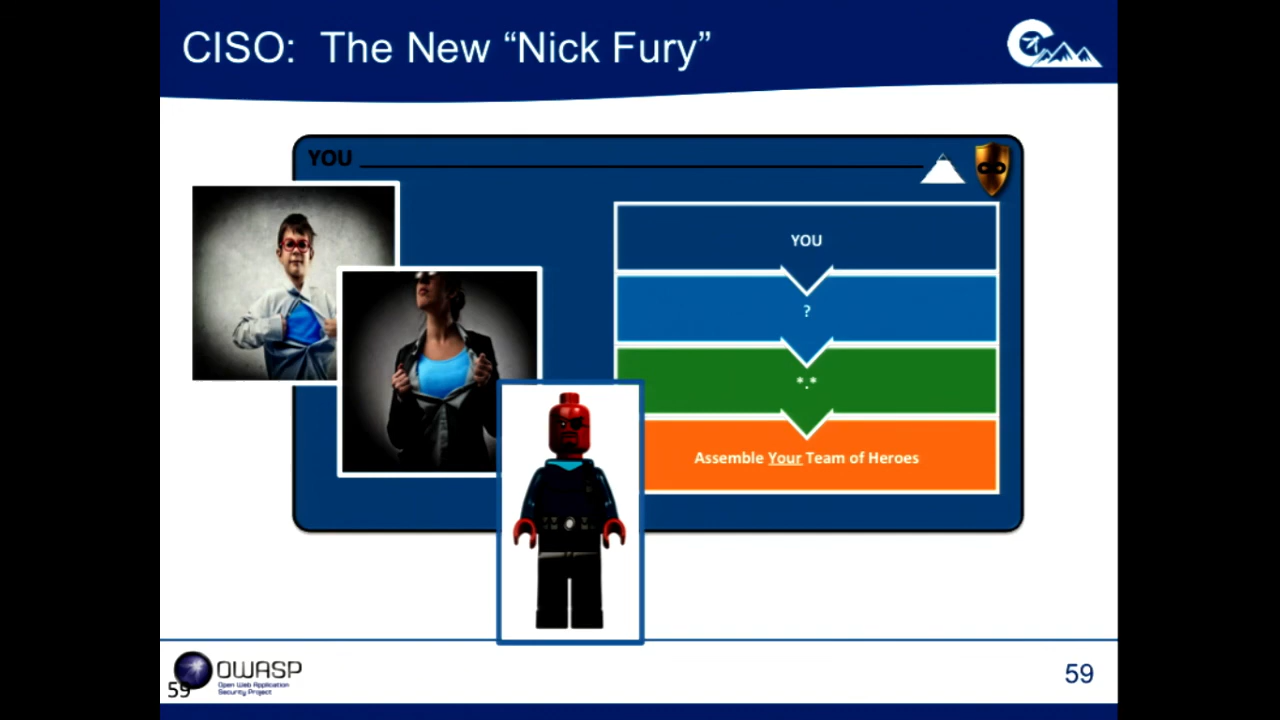 CISO: The New “Nick Fury”
YOU
YOU
?
*.*
Assemble Your Team of Heroes
OWASP
Open Web Application
Security Project
59
59